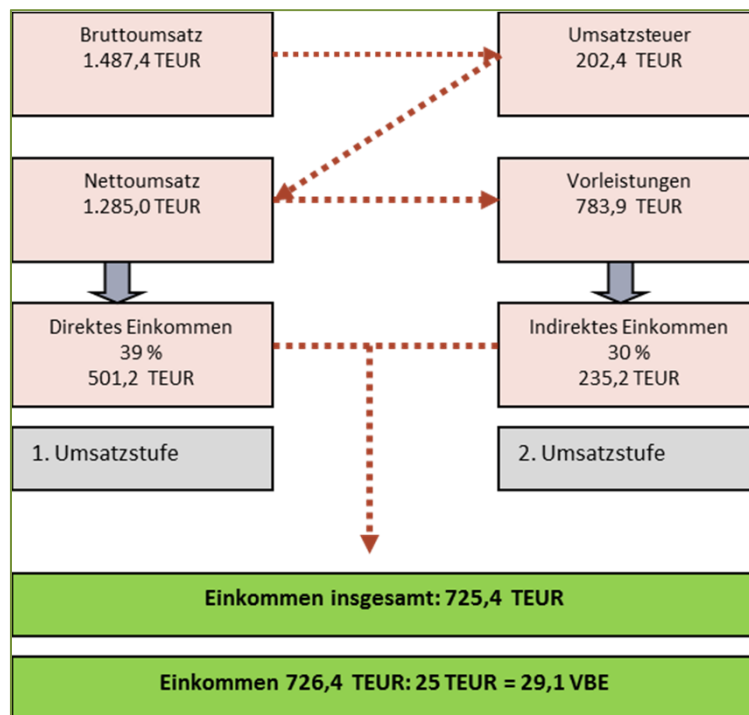 Bruttoumsatz
1.487,4 TEUR
Umsatzsteuer
202,4 TEUR
Nettoumsatz
1.285,0 TEUR
Vorleistungen
783,9 TEUR
Direktes Einkommen
39 %
501,2 TEUR
Indirektes Einkommen
30 %
235,2 TEUR
1. Umsatzstufe
2. Umsatzstufe
Einkommen insgesamt: 725,4 TEUR
Einkommen 726,4 TEUR: 25 TEUR = 29,1 VBE